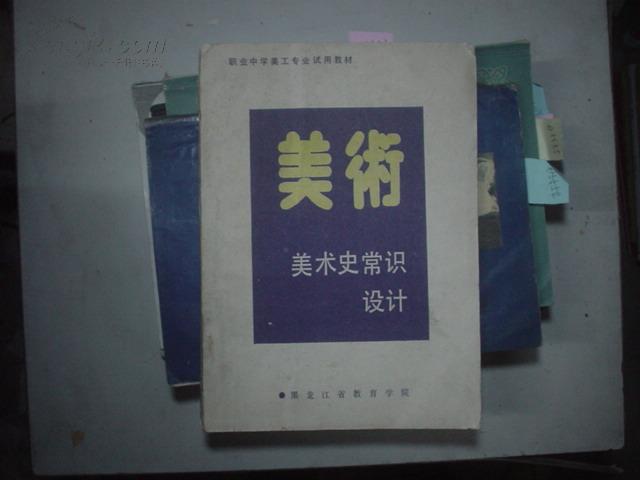 职业中学美工专业试用教材
美術
美术史常识
设计
●黑龙江省教育学院